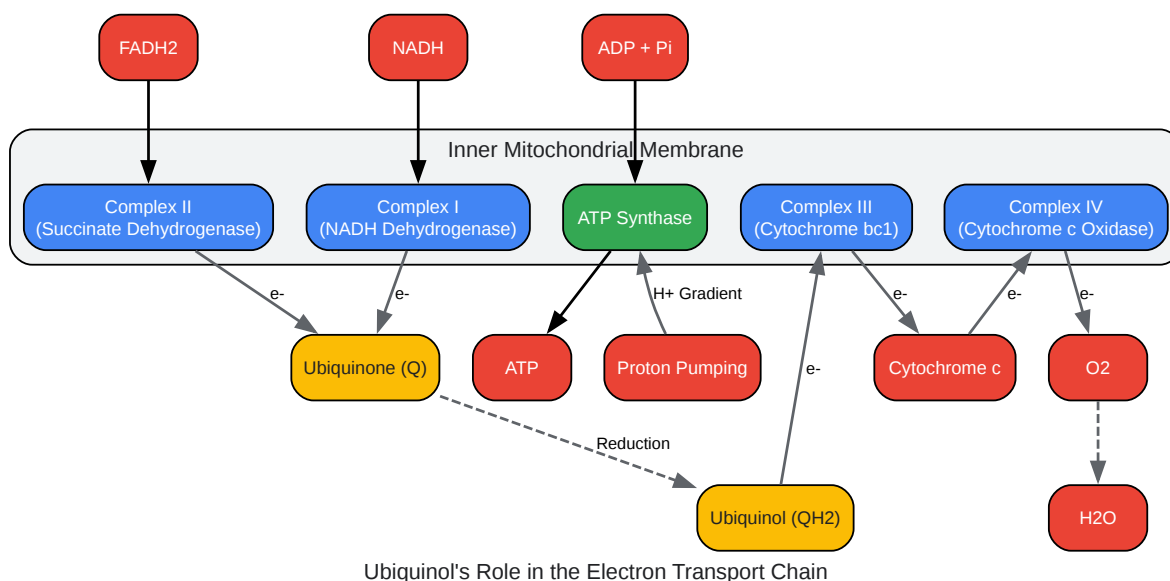 FADH2
NADH
ADP + Pi
Inner Mitochondrial Membrane
Complex II
(Succinate Dehydrogenase)
Complex I
(NADH Dehydrogenase)
ATP Synthase
Complex III
(Cytochrome bc1)
Complex IV
(Cytochrome c Oxidase)
e-
e-
H+ Gradient
e-
e-
e-
Ubiquinone (Q)
ATP
Proton Pumping
e-
Cytochrome c
O2
Reduction
Ubiquinol (QH2)
H2O
Ubiquinol's Role in the Electron Transport Chain